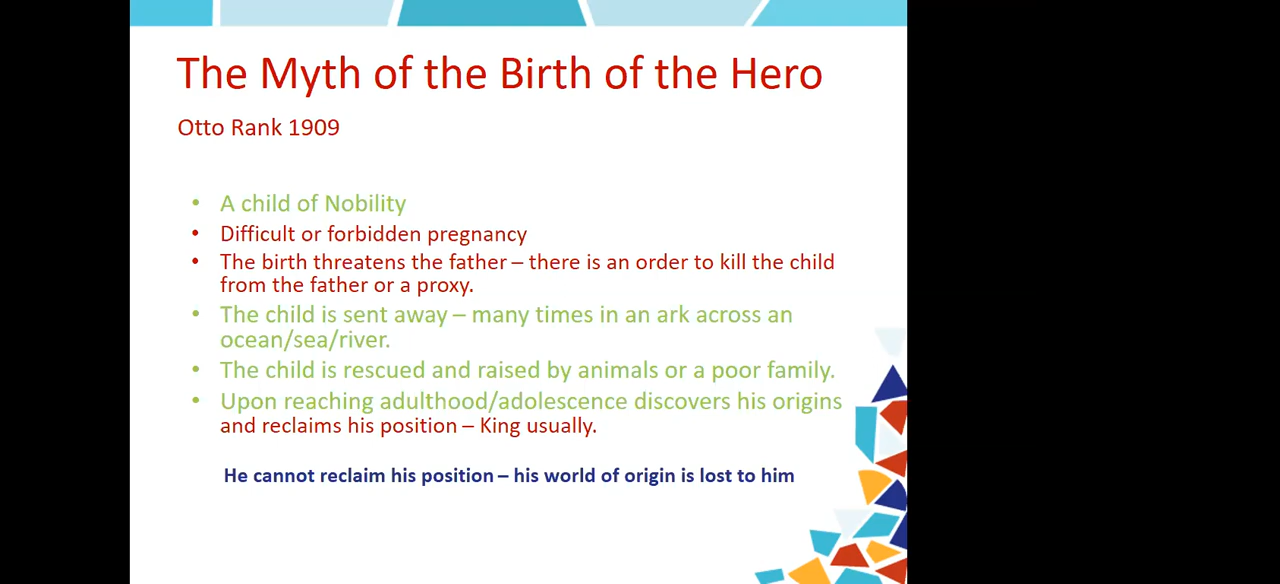 The Myth of the Birth of the Hero
Otto Rank 1909
• A child of Nobility
• Difficult or forbidden pregnancy
• The birth threatens the father – there is an order to kill the child
from the father or a proxy.
• The child is sent away – many times in an ark across an
ocean/sea/river.
• The child is rescued and raised by animals or a poor family.
• Upon reaching adulthood/adolescence discovers his origins
and reclaims his position – King usually.
He cannot reclaim his position – his world of origin is lost to him